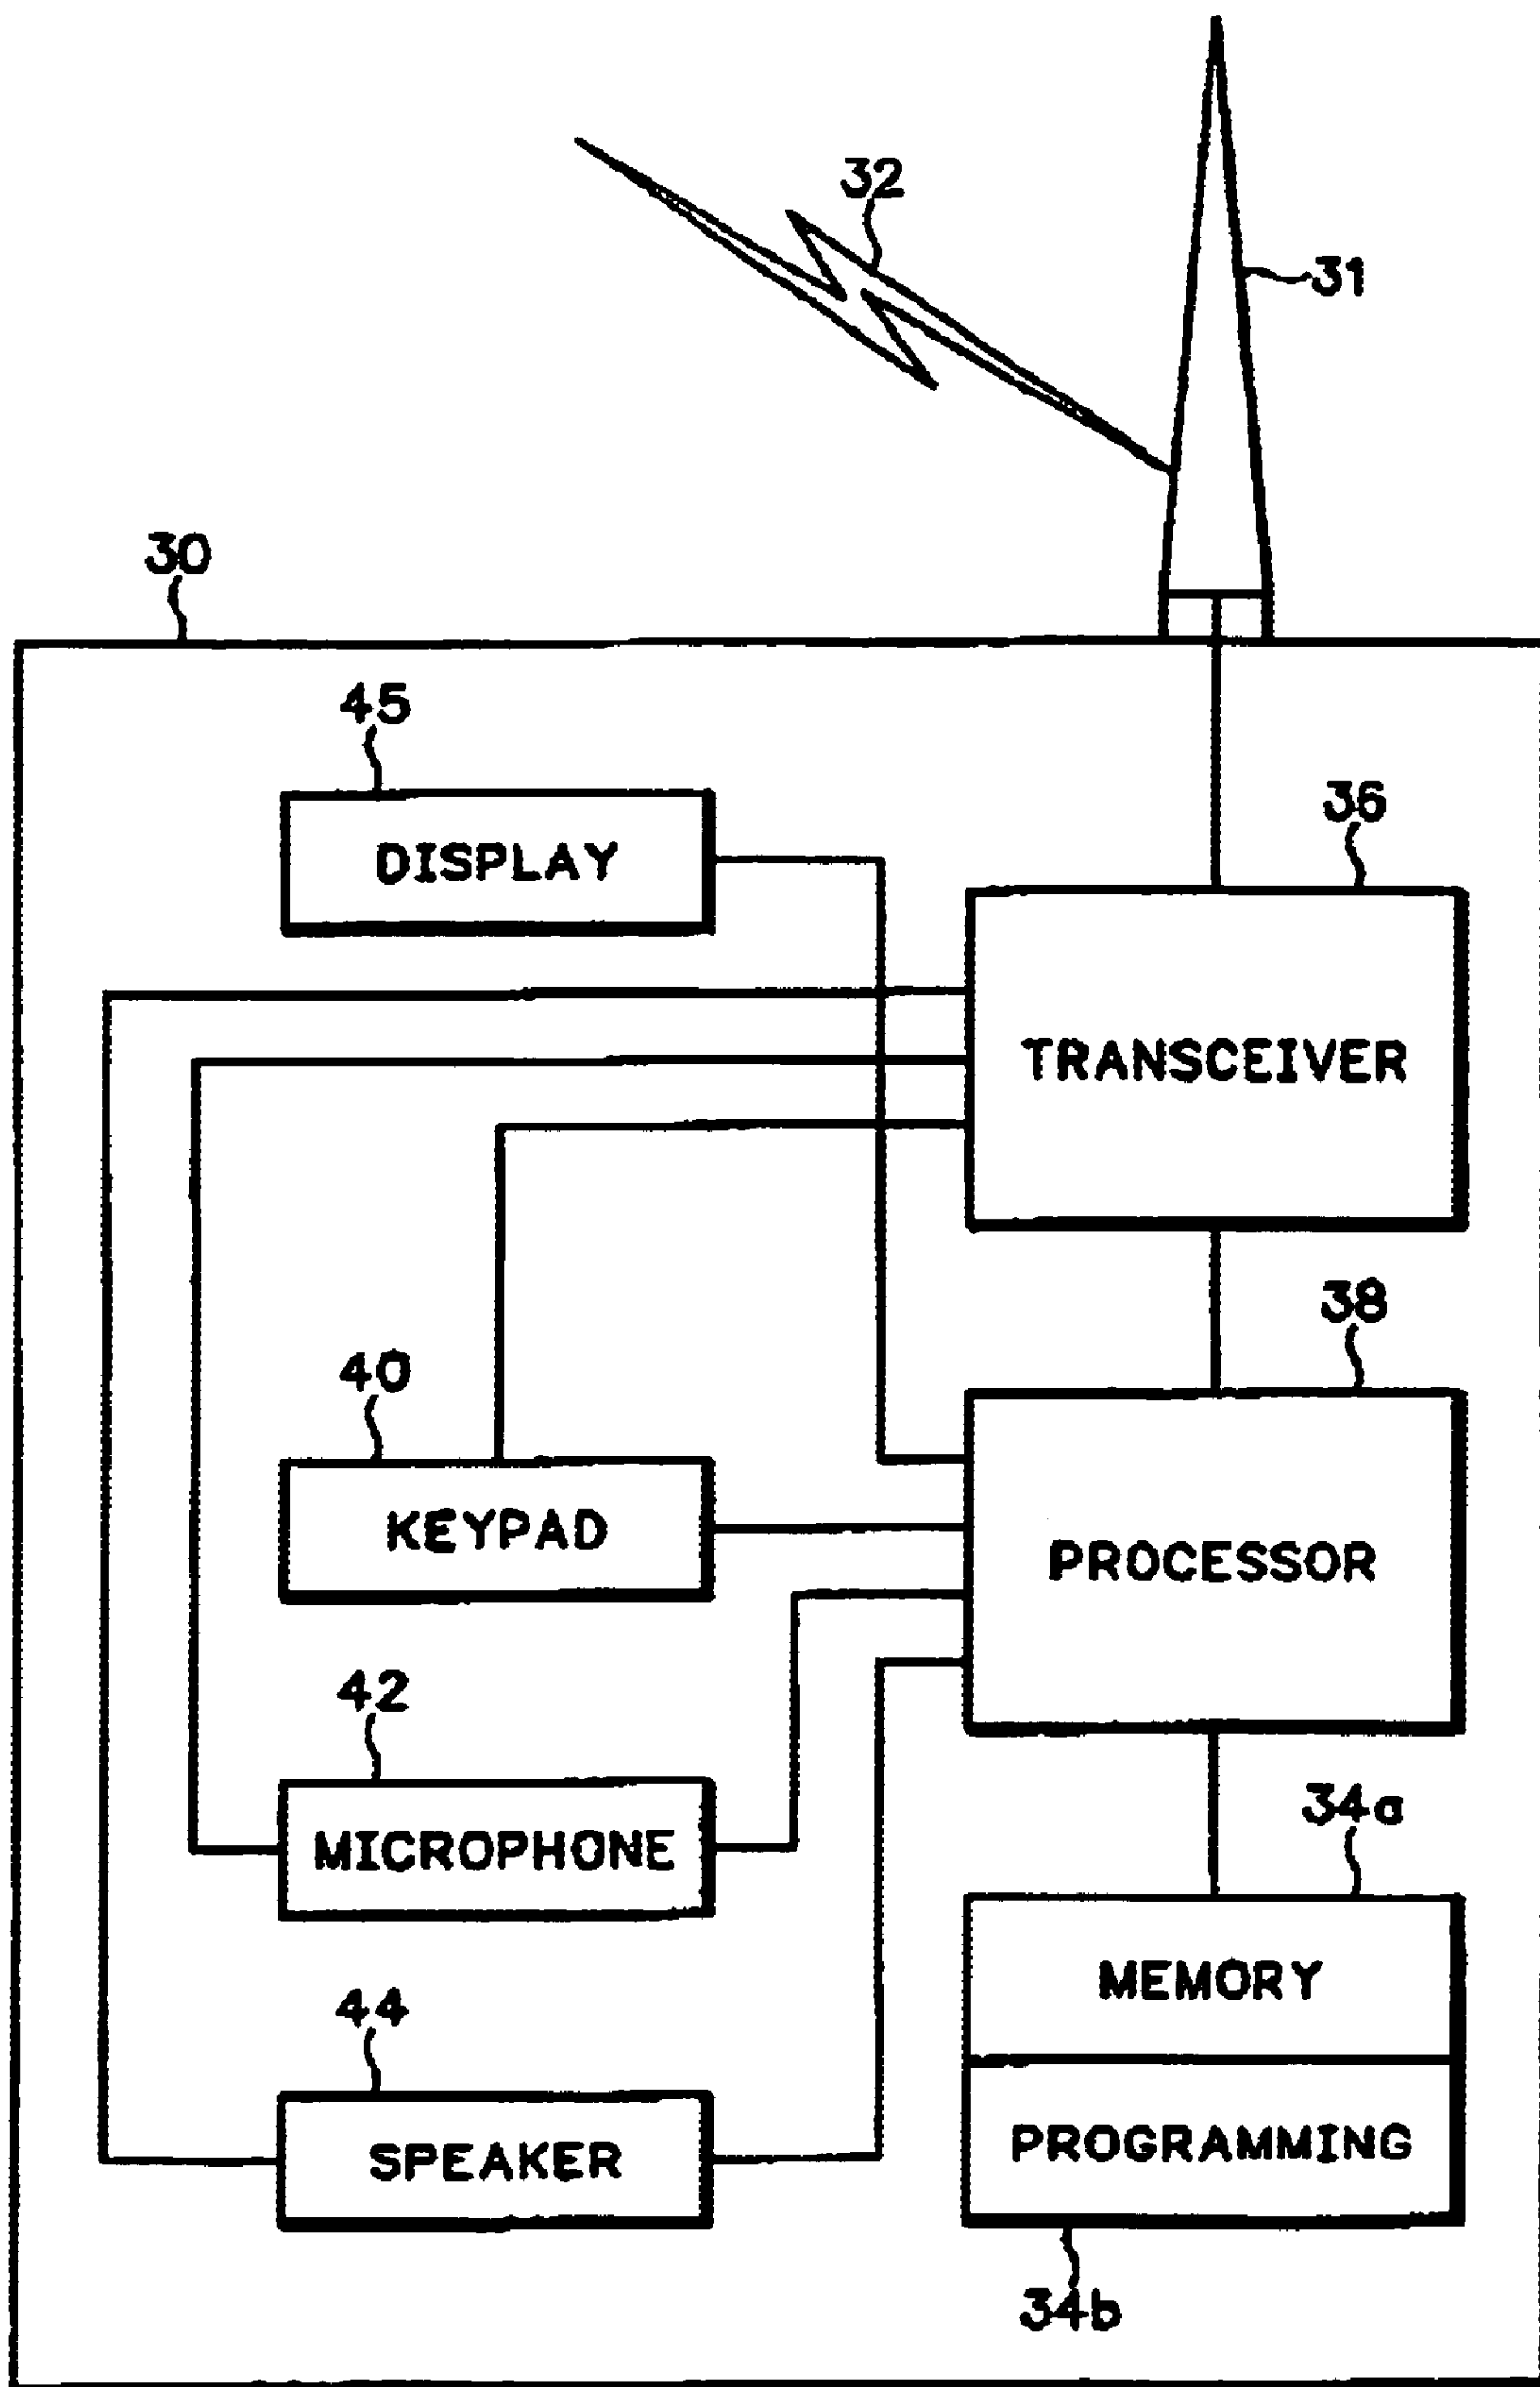 32
31
30
45
DISPLAY
36
TRANSCEIVER
38
40
KEYPAD
PROCESSOR
42
MICROPHONE
34a
MEMORY
44
PROGRAMMING
SPEAKER
34b